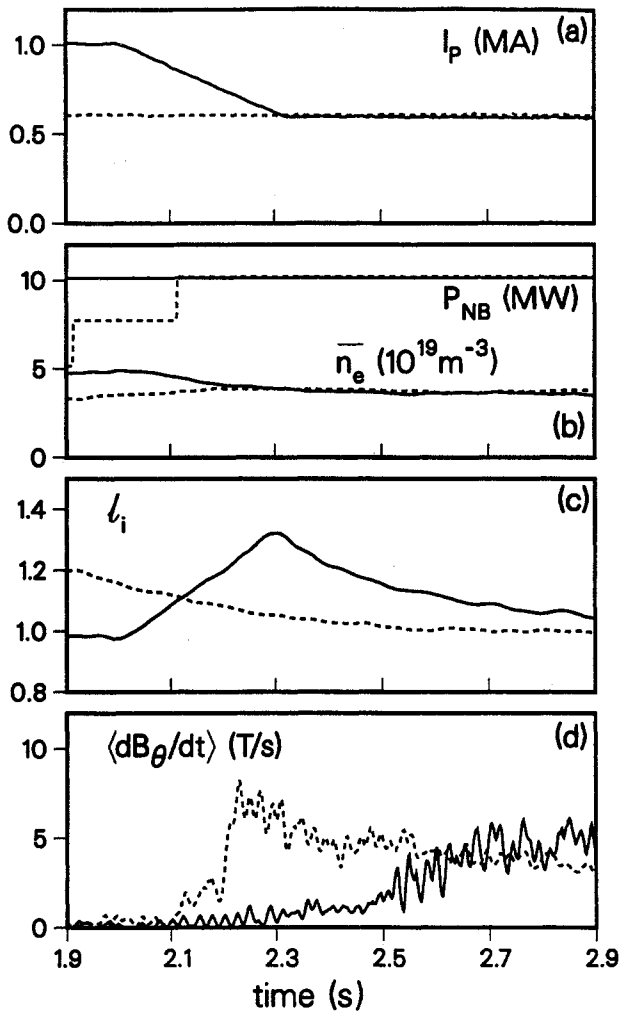 1.0
0.5
0.0
I_P (MA) (a)
10
5
0
P_NB (MW)
n̅_e (10^19 m^-3)
(b)
1.4
1.2
1.0
0.8
ℓ_i
(c)
10
5
0
⟨dB_θ/dt⟩ (T/s)
(d)
1.9 2.1 2.3 2.5 2.7 2.9
time (s)